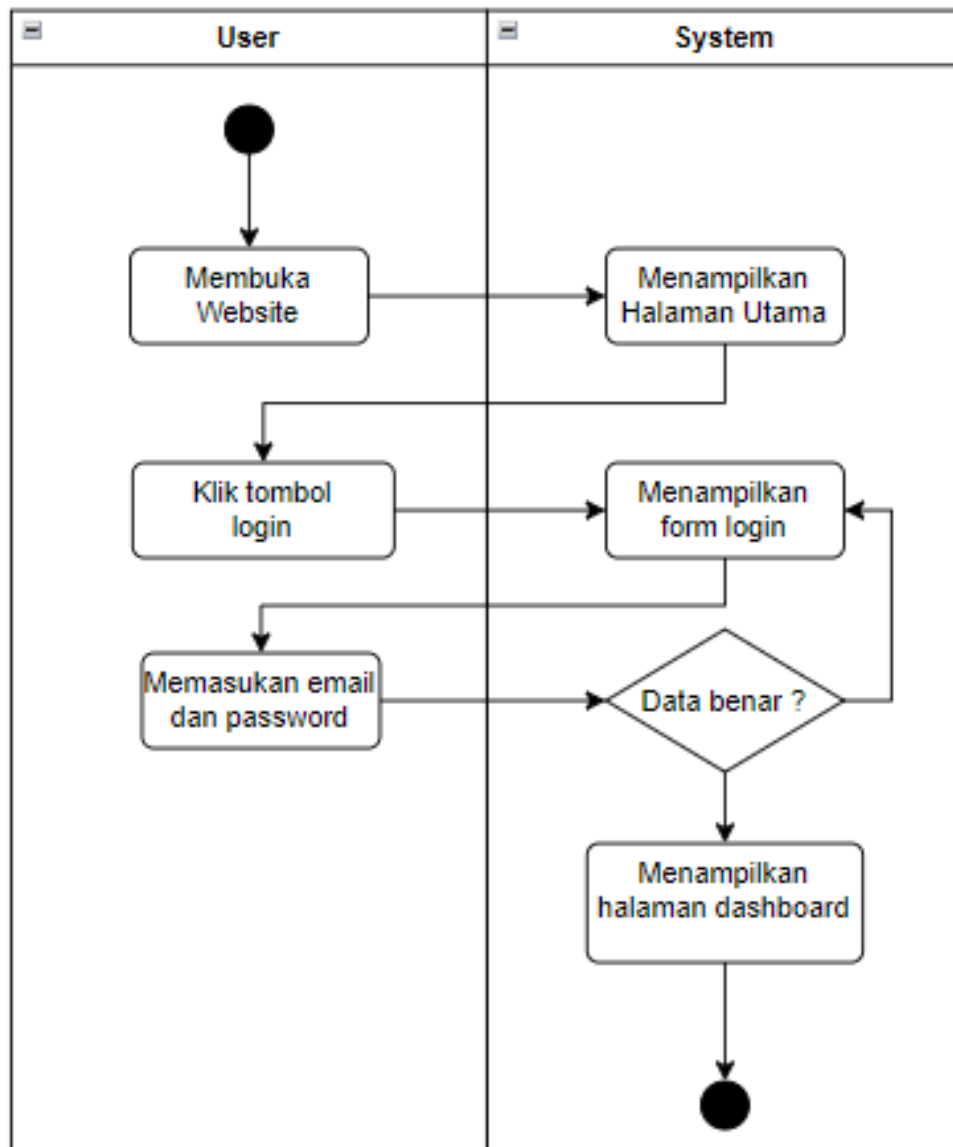 User
System
Membuka
Website
Menampilkan
Halaman Utama
Klik tombol
login
Menampilkan
form login
Memasukan email
dan password
Data benar ?
Menampilkan
halaman dashboard